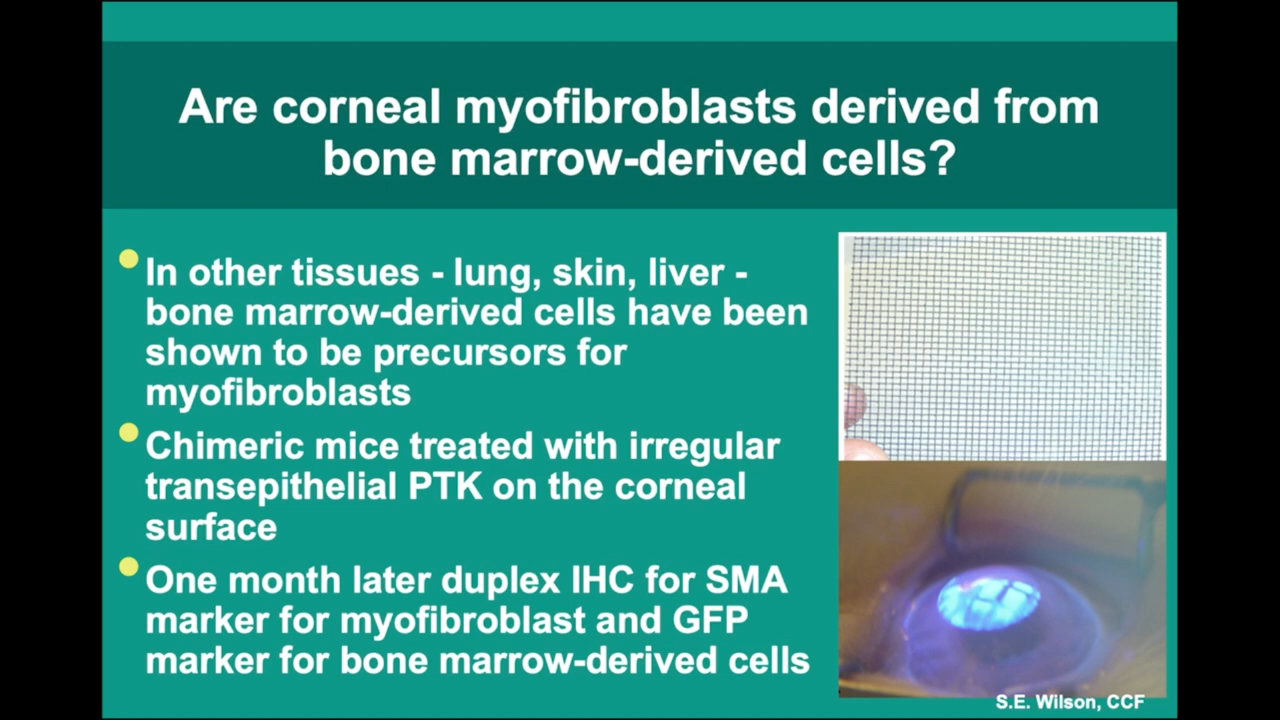 Are corneal myofibroblasts derived from
bone marrow-derived cells?
In other tissues - lung, skin, liver -
bone marrow-derived cells have been
shown to be precursors for
myofibroblasts
Chimeric mice treated with irregular
transepithelial PTK on the corneal
surface
One month later duplex IHC for SMA
marker for myofibroblast and GFP
marker for bone marrow-derived cells
S.E. Wilson, CCF